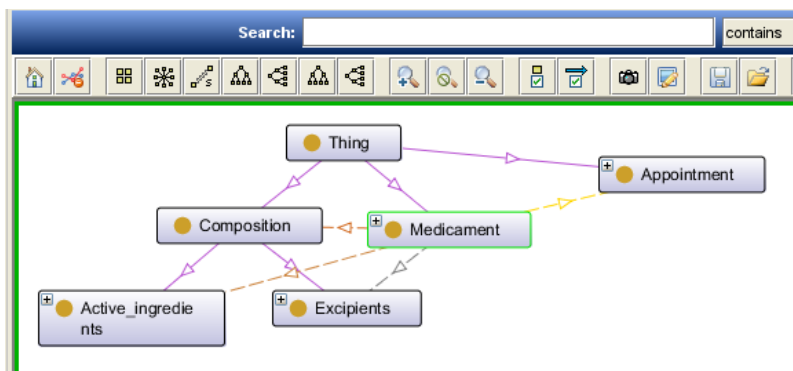 Search:
contains
Thing
Appointment
Composition
Medicament
Active_ingredie
nts
Excipients